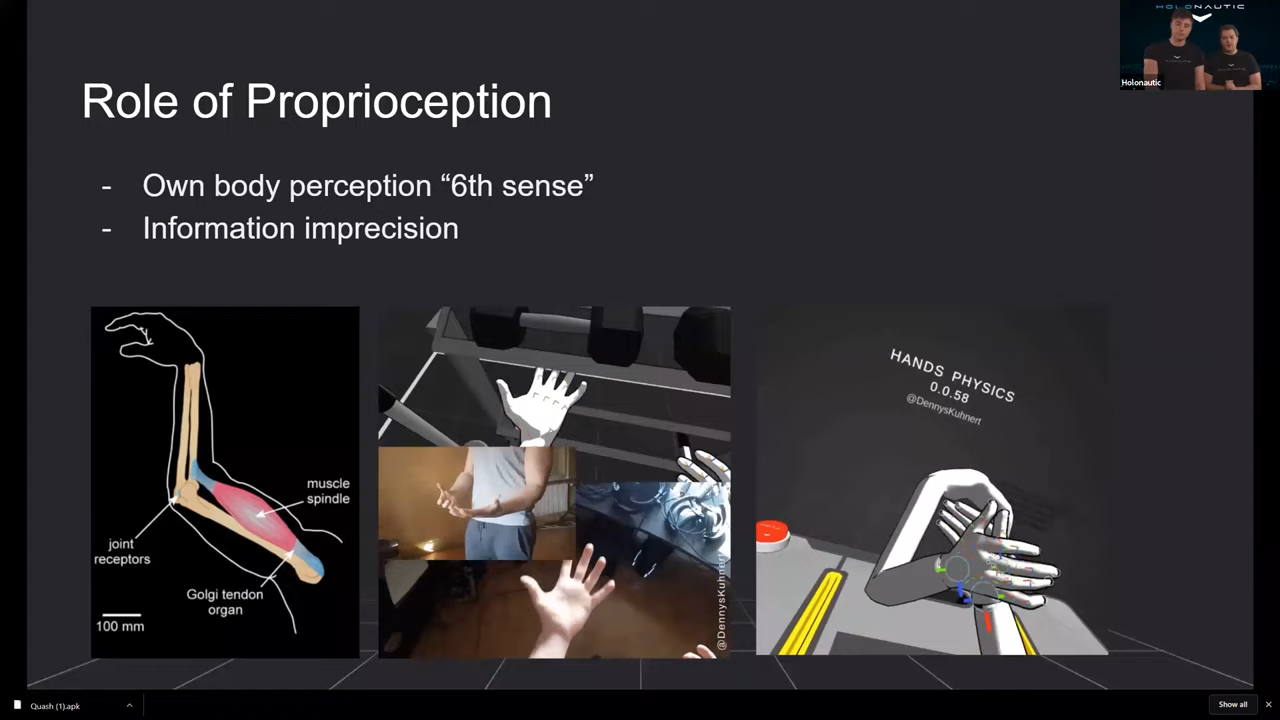 HOLONAUTIC
Holonautic
Role of Proprioception
- Own body perception “6th sense”
- Information imprecision
muscle
spindle
joint
receptors
Golgi tendon
organ
100 mm
@DennysKuhnert
HANDS PHYSICS
0.0.58
@DennysKuhnert
Quash (1).apk
Show all